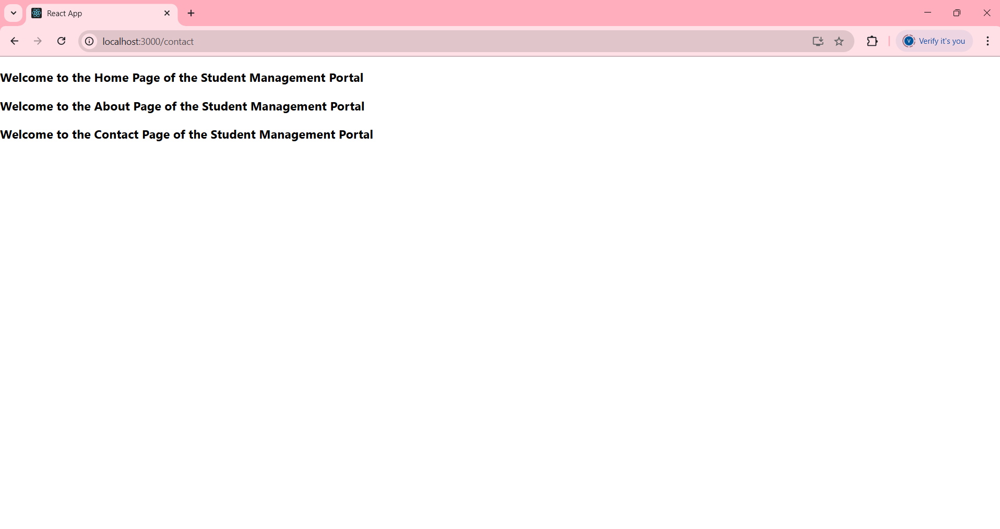 React App
localhost:3000/contact
V
Verify it's you
Welcome to the Home Page of the Student Management Portal
Welcome to the About Page of the Student Management Portal
Welcome to the Contact Page of the Student Management Portal